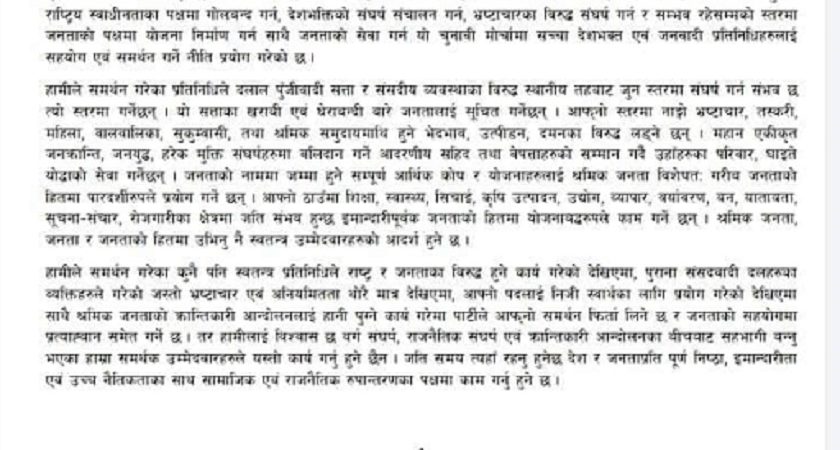 राष्ट्रिय स्वाधीनताका पक्षमा गोलबन्द गर्न, देशभक्तिको संघर्ष संचालन गर्न, भ्रष्टाचारका विरुद्ध संघर्ष गर्न र सम्भव रहेसम्मको स्तरमा
जनताको पक्षमा योजना निर्माण गर्न साथै जनताको सेवा गर्न यो चुनावी मोर्चामा सच्चा देशभक्त एवं जनवादी प्रतिनिधिहरुलाई
सहयोग एवं समर्थन गर्ने नीति प्रयोग गरेको छ ।
हामीले समर्थन गरेका प्रतिनिधिले दलाल पुंजीवादी सत्ता र संसदीय व्यवस्थाका विरुद्ध स्थानीय तहबाट जुन स्तरमा संघर्ष गर्न संभव छ
त्यो स्तरमा गर्नेछन् । यो सत्ताका खराबी एवं घेराबन्दी बारे जनतालाई सूचित गर्नेछन् । आफ्नो स्तरमा नाङ्गो भ्रष्टाचार, तस्करी,
महिला, बालबालिका, सुकुम्वासी, तथा श्रमिक समुदायमाथि हुने भेदभाव, उत्पीडन, दमनका विरुद्ध लड्ने छन् । महान एकीकृत
जनक्रान्ति, जनयुद्ध, हरेक मुक्ति संघर्षहरुमा बलिदान गर्ने आदरणीय सहिद तथा वेपत्ताहरुको सम्मान गर्दै उहाँहरुका परिवार, घाइते
योद्धाको सेवा गर्नेछन् । जनताको नाममा जम्मा हुने सम्पूर्ण आर्थिक कोष र योजनाहरुलाई श्रमिक जनता विशेषतः गरीब जनताको
हितमा पारदर्शीरुपले प्रयोग गर्ने छन् । आफ्नो ठाउँमा शिक्षा, स्वास्थ्य, सिंचाई, कृषि उत्पादन, उद्योग, व्यापार, वर्यावरण, वन, यातायात,
सूचना-संचार, रोजगारीका क्षेत्रमा जति संभव हुन्छ इमान्दारीपूर्वक जनताको हितमा योजनाबद्धरुपले काम गर्ने छन् । श्रमिक जनता,
जनता र जनताको हितमा उभिनु नै स्वतन्त्र उम्मेदवारहरुको आदर्श हुने छ ।
हामीले समर्थन गरेका कुनै पनि स्वतन्त्र प्रतिनिधिले राष्ट्र र जनताका विरुद्ध हुने कार्य गरेको देखिएमा, पुराना संसदवादी दलहरुका
व्यक्तिहरुले गरेको जस्तो भ्रष्टाचार एवं अनियमितता थोरै मात्र देखिएमा, आफ्नो पदलाई निजी स्वार्थका लागि प्रयोग गरेको देखिएमा
साथै श्रमिक जनताको क्रान्तिकारी आन्दोलनलाई हानी पुग्ने कार्य गरेमा पार्टीले आफ्नो समर्थन फिर्ता लिने छ र जनताको सहयोगमा
प्रत्याह्वान समेत गर्ने छ । तर हामीलाई विश्वास छ वर्ग संघर्ष, राजनैतिक संघर्ष एवं क्रान्तिकारी आन्दोलनका बीचबाट सहभागी बन्नु
भएका हाम्रा समर्थक उम्मेदवारहरुले यस्तो कार्य गर्नु हुने छैन । जति समय त्यहाँ रहनु हुनेछ देश र जनताप्रति पूर्ण निष्ठा, इमान्दारीता
एवं उच्च नैतिकताका साथ सामाजिक एवं राजनैतिक रुपान्तरणका पक्षमा काम गर्नु हुने छ ।